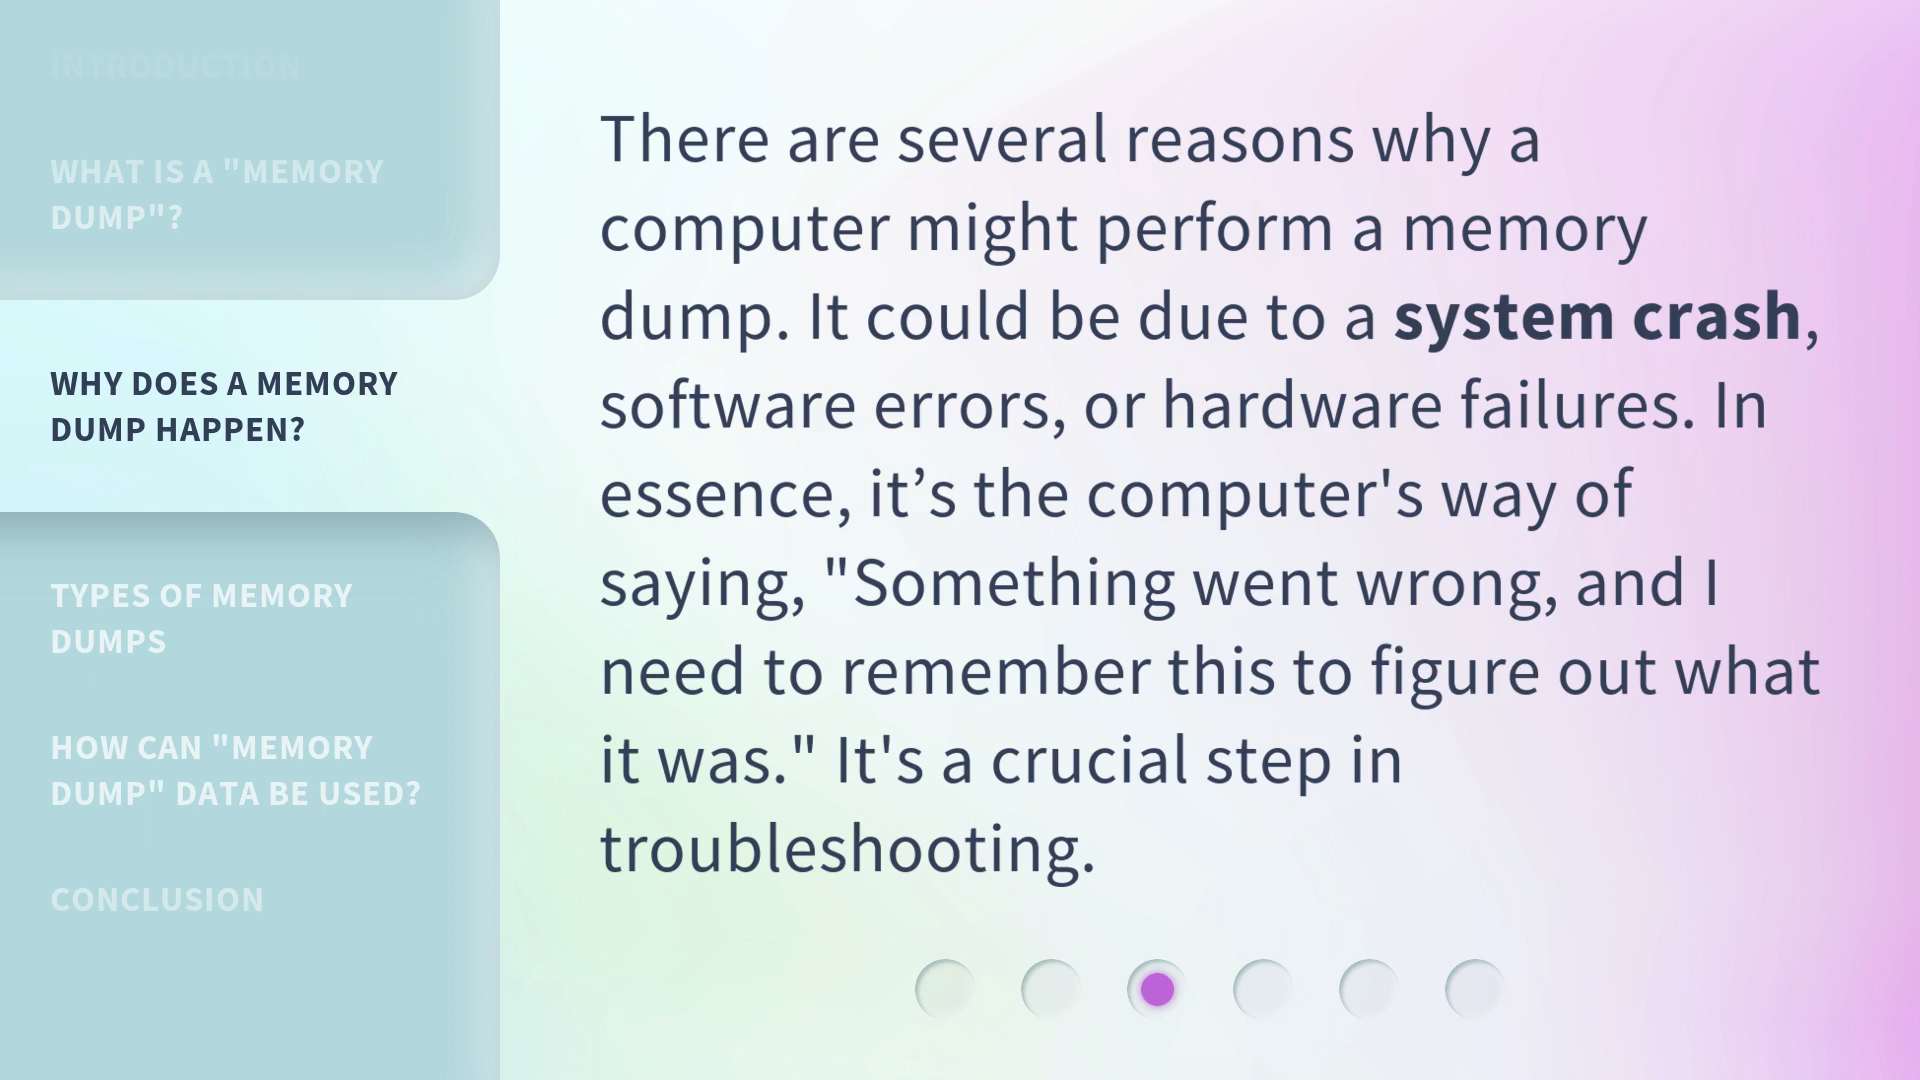 INTRODUCTION
WHAT IS A "MEMORY
DUMP"?
WHY DOES A MEMORY
DUMP HAPPEN?
TYPES OF MEMORY
DUMPS
HOW CAN "MEMORY
DUMP" DATA BE USED?
CONCLUSION
There are several reasons why a
computer might perform a memory
dump. It could be due to a system crash,
software errors, or hardware failures. In
essence, it’s the computer's way of
saying, "Something went wrong, and I
need to remember this to figure out what
it was." It's a crucial step in
troubleshooting.